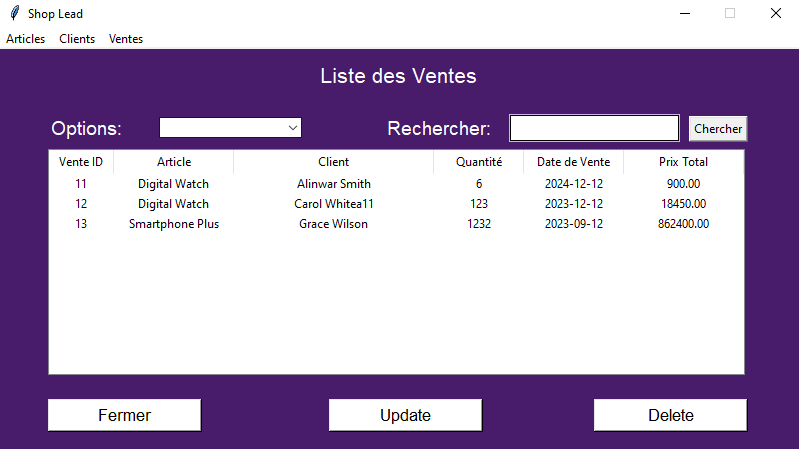 Shop Lead
Articles Clients Ventes
Liste des Ventes
Options: Rechercher: Chercher
Vente ID Article Client Quantité Date de Vente Prix Total
11 Digital Watch Alinwar Smith 6 2024-12-12 900.00
12 Digital Watch Carol Whitea11 123 2023-12-12 18450.00
13 Smartphone Plus Grace Wilson 1232 2023-09-12 862400.00
Fermer Update Delete